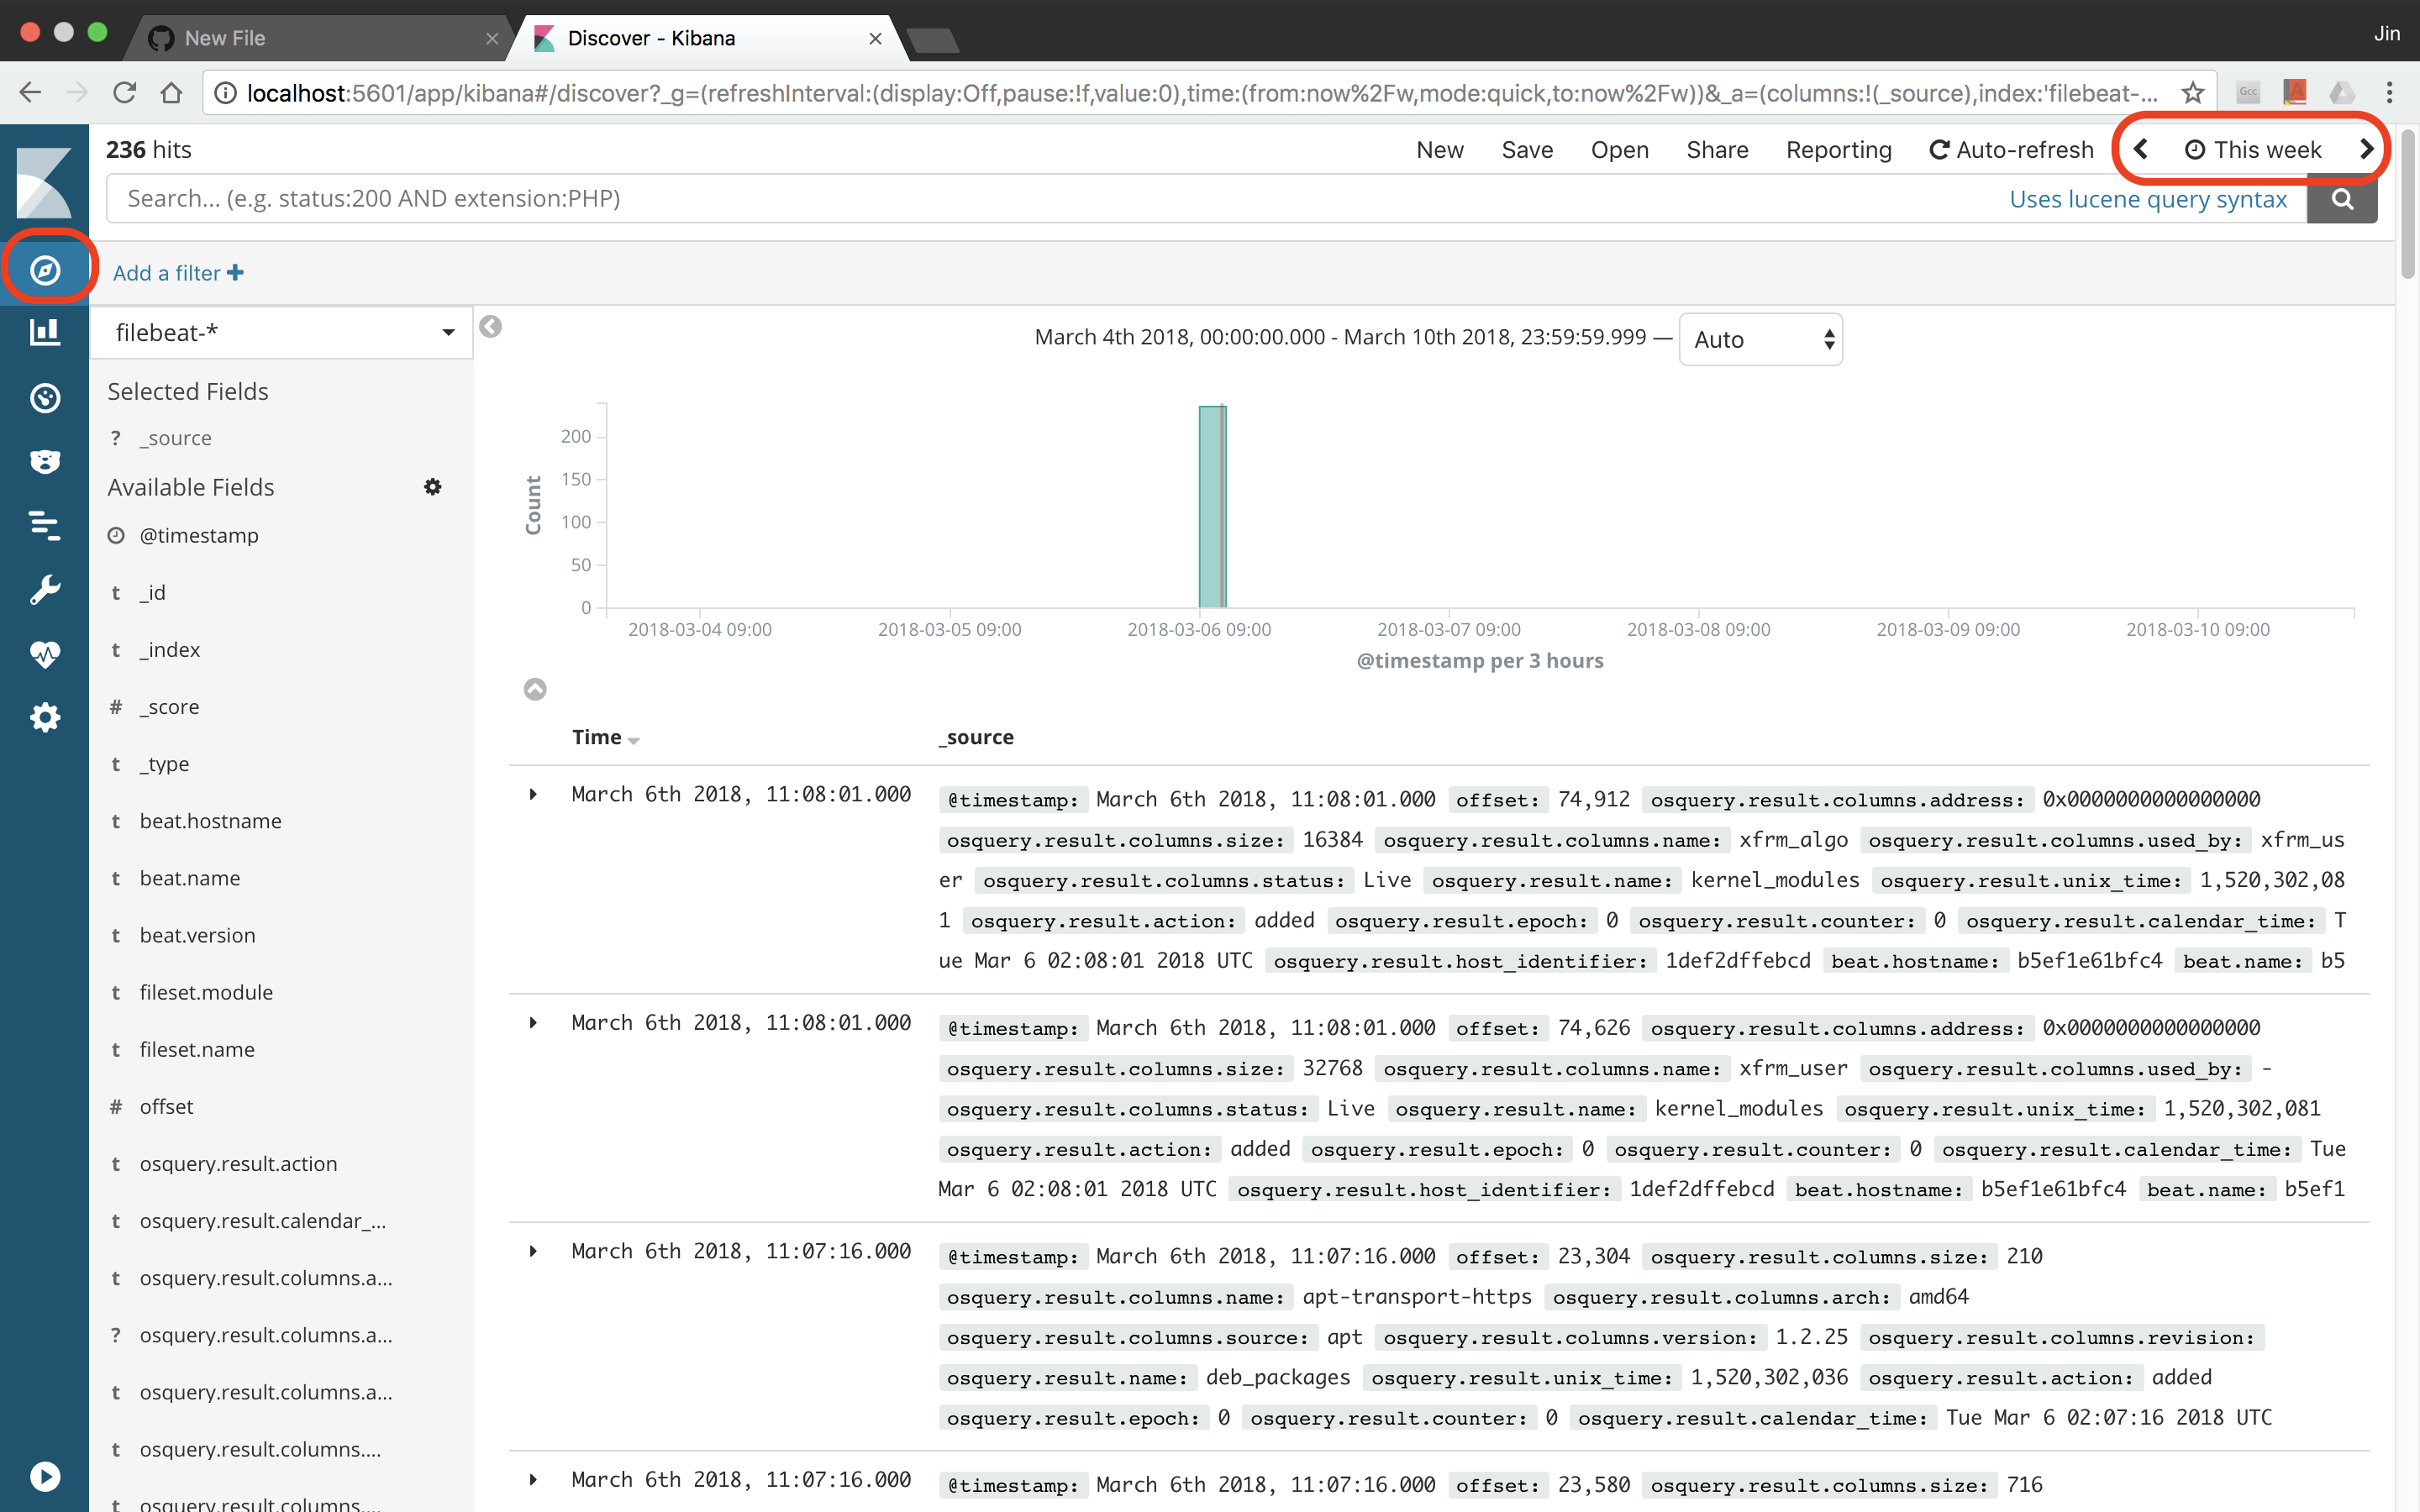 New File
Discover - Kibana
Jin
localhost:5601/app/kibana#/discover?_g=(refreshInterval:(display:Off,pause:!f,value:0),time:(from:now%2Fw,mode:quick,to:now%2Fw))&_a=(columns:!(_source),index:'filebeat-...
236 hits
New Save Open Share Reporting Auto-refresh This week
Search... (e.g. status:200 AND extension:PHP)
Uses lucene query syntax
Add a filter
filebeat-*
Selected Fields
? _source
Available Fields
@timestamp
t _id
t _index
# _score
t _type
t beat.hostname
t beat.name
t beat.version
t fileset.module
t fileset.name
# offset
t osquery.result.action
t osquery.result.calendar_...
t osquery.result.columns.a...
? osquery.result.columns.a...
t osquery.result.columns.a...
t osquery.result.columns....
t osquery.result.columns....
March 4th 2018, 00:00:00.000 - March 10th 2018, 23:59:59.999 — Auto
Count
200
150
100
50
0
2018-03-04 09:00 2018-03-05 09:00 2018-03-06 09:00 2018-03-07 09:00 2018-03-08 09:00 2018-03-09 09:00 2018-03-10 09:00
@timestamp per 3 hours
Time _source
March 6th 2018, 11:08:01.000 @timestamp: March 6th 2018, 11:08:01.000 offset: 74,912 osquery.result.columns.address: 0x0000000000000000
osquery.result.columns.size: 16384 osquery.result.columns.name: xfrm_algo osquery.result.columns.used_by: xfrm_us
er osquery.result.columns.status: Live osquery.result.name: kernel_modules osquery.result.unix_time: 1,520,302,08
1 osquery.result.action: added osquery.result.epoch: 0 osquery.result.counter: 0 osquery.result.calendar_time: T
ue Mar 6 02:08:01 2018 UTC osquery.result.host_identifier: 1def2dffebcd beat.hostname: b5ef1e61bfc4 beat.name: b5
March 6th 2018, 11:08:01.000 @timestamp: March 6th 2018, 11:08:01.000 offset: 74,626 osquery.result.columns.address: 0x0000000000000000
osquery.result.columns.size: 32768 osquery.result.columns.name: xfrm_user osquery.result.columns.used_by: -
osquery.result.columns.status: Live osquery.result.name: kernel_modules osquery.result.unix_time: 1,520,302,081
osquery.result.action: added osquery.result.epoch: 0 osquery.result.counter: 0 osquery.result.calendar_time: Tue
Mar 6 02:08:01 2018 UTC osquery.result.host_identifier: 1def2dffebcd beat.hostname: b5ef1e61bfc4 beat.name: b5ef1
March 6th 2018, 11:07:16.000 @timestamp: March 6th 2018, 11:07:16.000 offset: 23,304 osquery.result.columns.size: 210
osquery.result.columns.name: apt-transport-https osquery.result.columns.arch: amd64
osquery.result.columns.source: apt osquery.result.columns.version: 1.2.25 osquery.result.columns.revision:
osquery.result.name: deb_packages osquery.result.unix_time: 1,520,302,036 osquery.result.action: added
osquery.result.epoch: 0 osquery.result.counter: 0 osquery.result.calendar_time: Tue Mar 6 02:07:16 2018 UTC
March 6th 2018, 11:07:16.000 @timestamp: March 6th 2018, 11:07:16.000 offset: 23,580 osquery.result.columns.size: 716